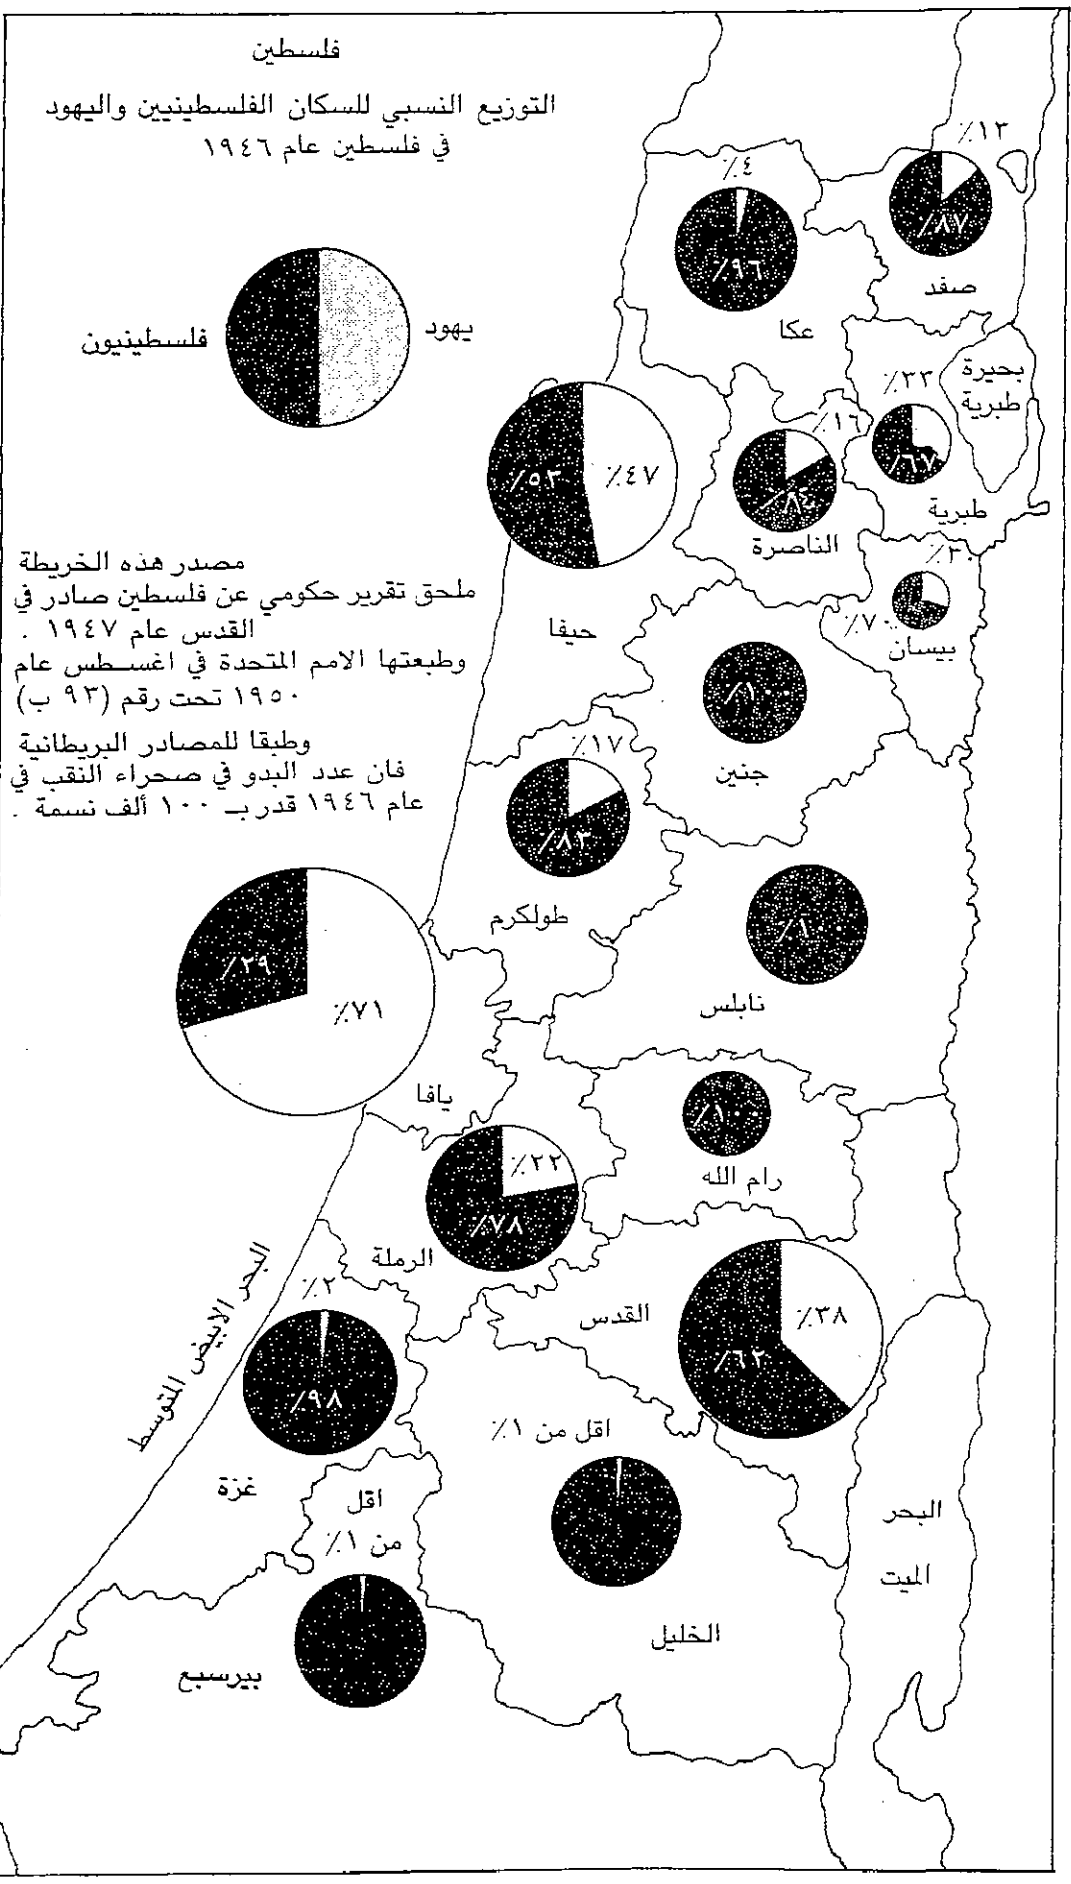 فلسطين
التوزيع النسبي للسكان الفلسطينيين واليهود
في فلسطين عام ١٩٤٦
فلسطينيون
يهود
٪١٣
٪٨٧
صفد
٪٤
٪٩٦
عكا
بحيرة
طبرية
٪٣٣
٪٦٧
طبرية
٪١٦
٪٨٤
الناصرة
٪٥٣
٪٤٧
حيفا
٪٣٠
٪٧٠
بيسان
مصدر هذه الخريطة
ملحق تقرير حكومي عن فلسطين صادر في
القدس عام ١٩٤٧ .
وطبعتها الامم المتحدة في اغسطس عام
١٩٥٠ تحت رقم (٩٣ ب)
وطبقا للمصادر البريطانية
فان عدد البدو في صحراء النقب في
عام ١٩٤٦ قدر بـ ١٠٠ ألف نسمة .
٪١٠٠
جنين
٪١٧
٪٨٣
طولكرم
٪١٠٠
نابلس
٪٢٩
٪٧١
يافا
٪١٠٠
رام الله
٪٢٢
٪٧٨
الرملة
القدس
٪٣٨
٪٦٢
البحر الابيض المتوسط
٪٢
٪٩٨
غزة
اقل من ١٪
الخليل
اقل
من ١٪
بيرسبع
البحر
الميت